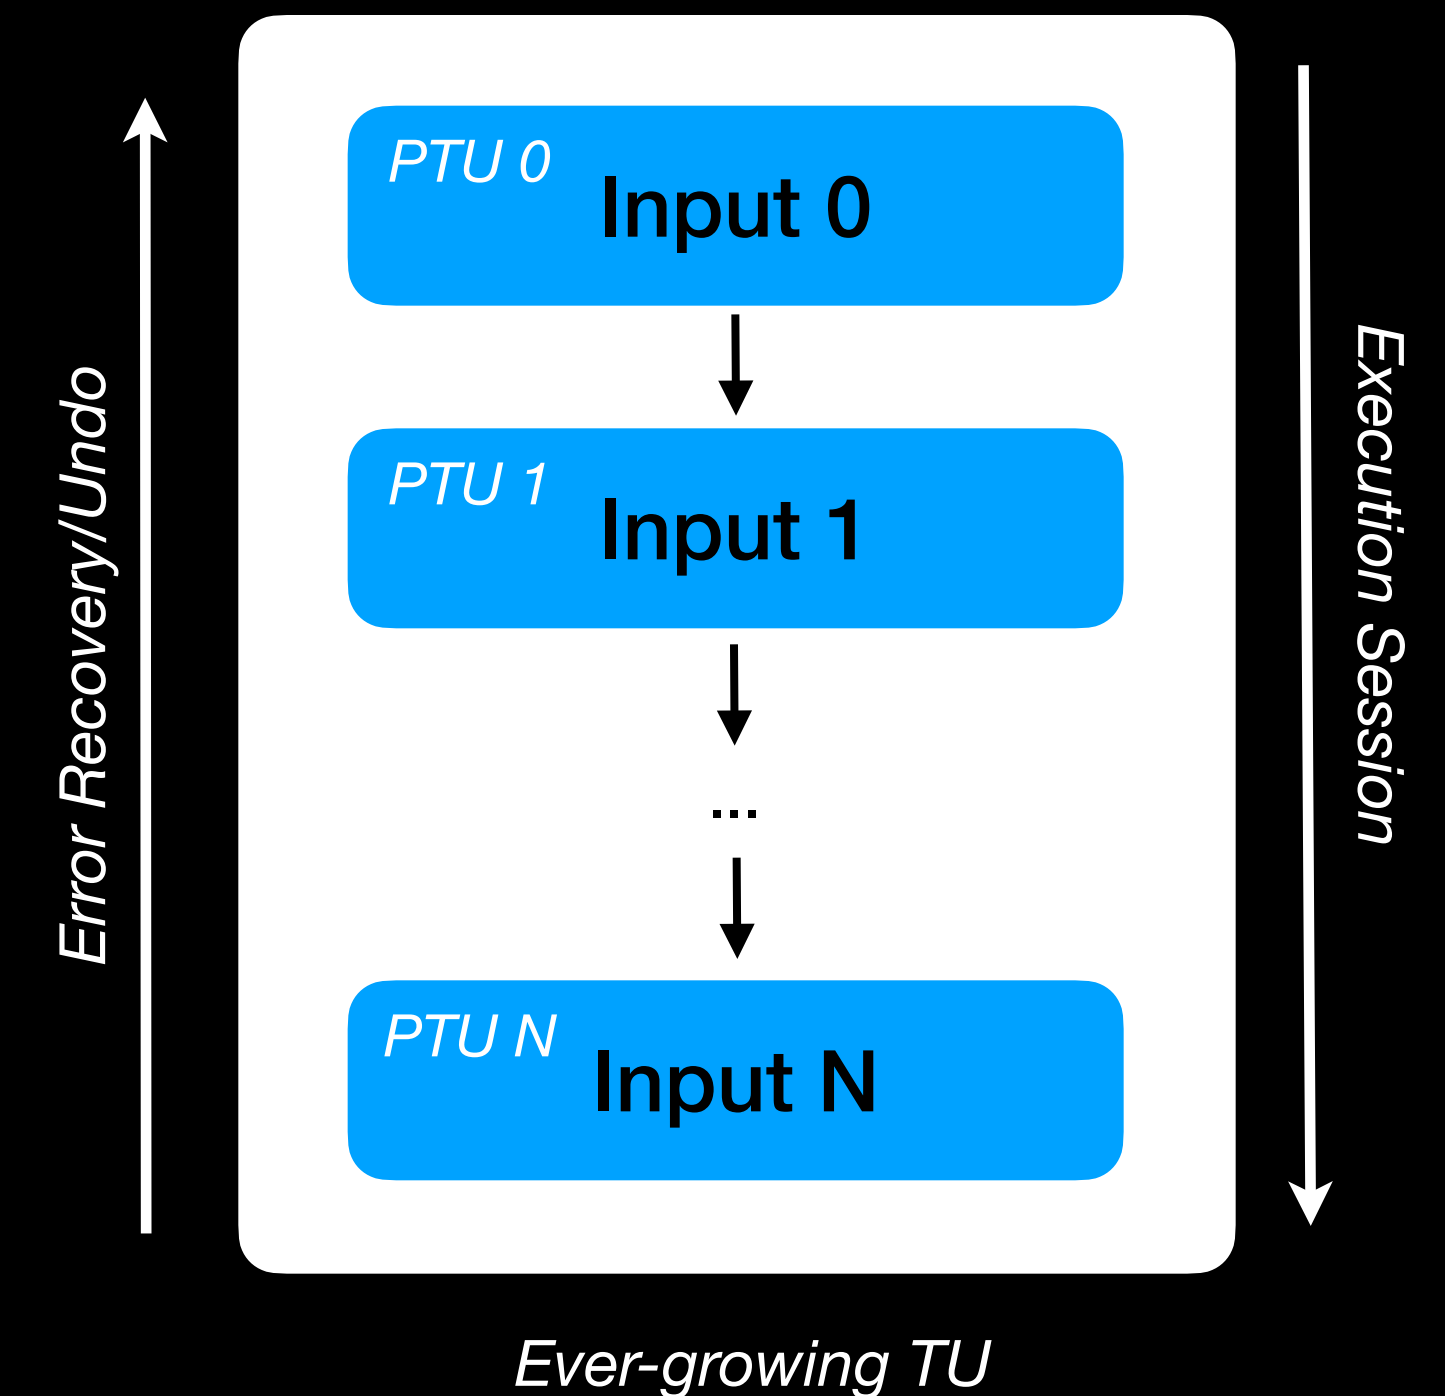 PTU 0
Input 0
PTU 1
Input 1
...
PTU N
Input N
Error Recovery/Undo
Execution Session
Ever-growing TU